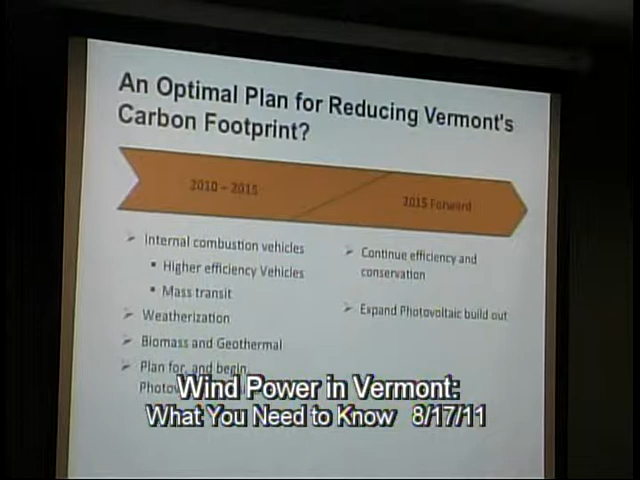 An Optimal Plan for Reducing Vermont's
Carbon Footprint?
2010 – 2015
2015 Forward
Internal combustion vehicles
Higher efficiency Vehicles
Mass transit
Weatherization
Biomass and Geothermal
Plan for, and begin,
Continue efficiency and
conservation
Expand Photovoltaic build out
Wind Power in Vermont:
What You Need to Know 8/17/11